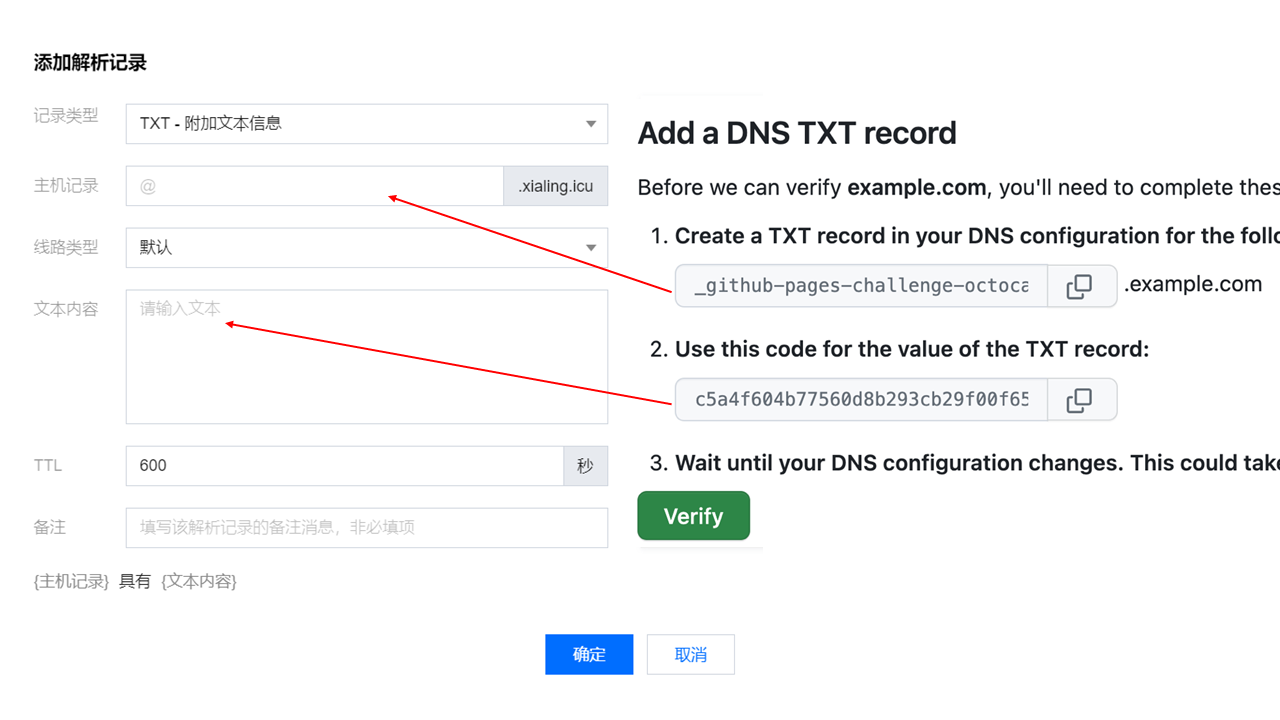 添加解析记录
记录类型
TXT - 附加文本信息
主机记录
@
.xialing.icu
线路类型
默认
文本内容
请输入文本
TTL
600
秒
备注
填写该解析记录的备注消息，非必填项
{主机记录} 具有 {文本内容}
确定
取消
Add a DNS TXT record
Before we can verify example.com, you'll need to complete thes
1. Create a TXT record in your DNS configuration for the follo
_github-pages-challenge-octoca
.example.com
2. Use this code for the value of the TXT record:
c5a4f604b77560d8b293cb29f00f65
3. Wait until your DNS configuration changes. This could take
Verify